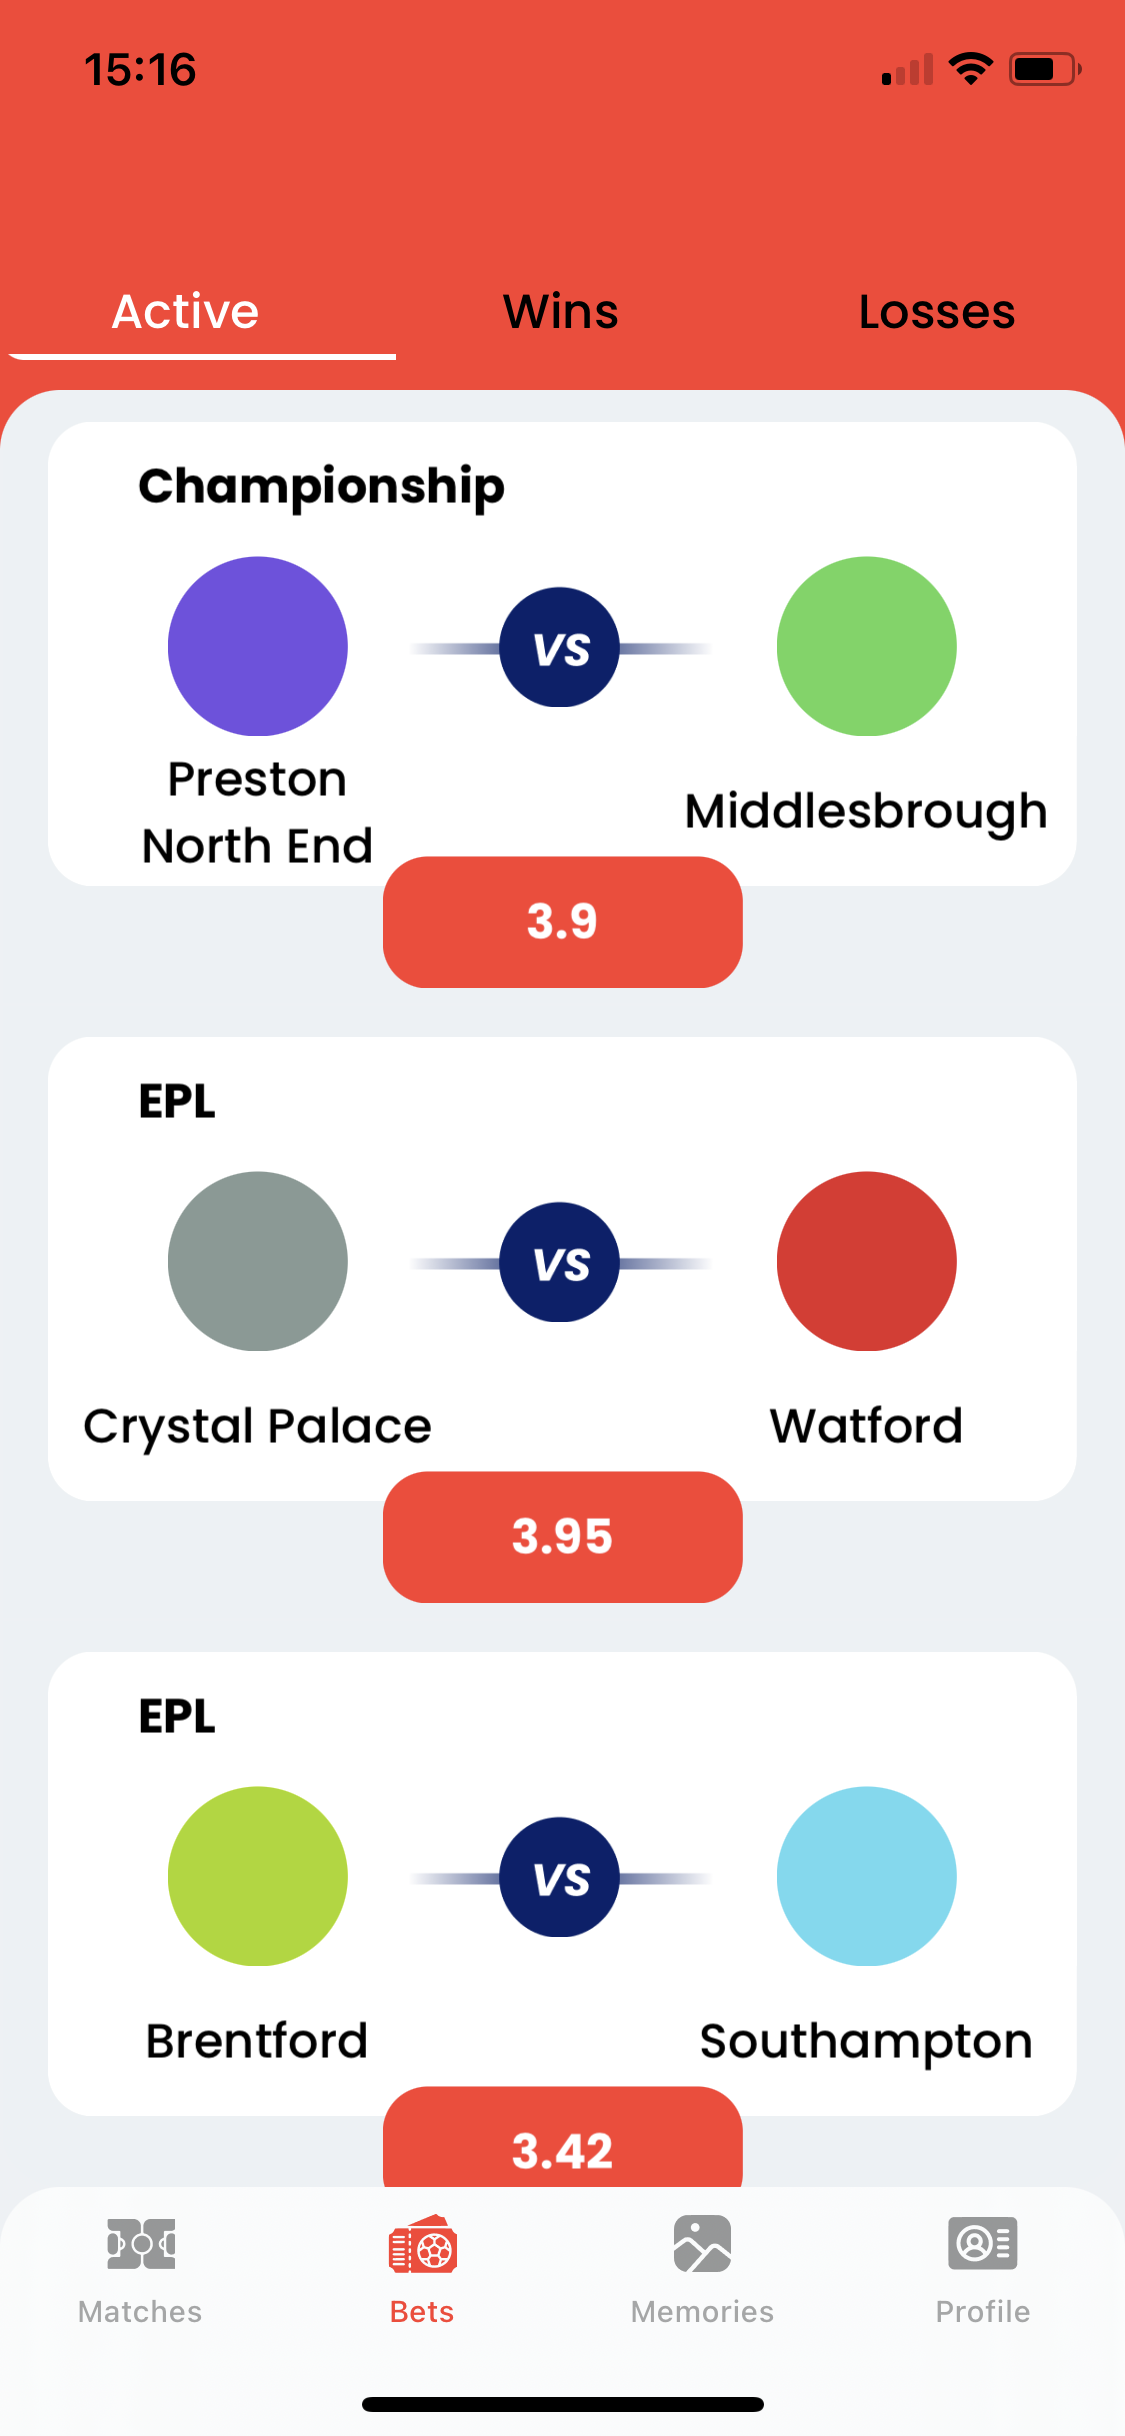 15:16
Active
Wins
Losses
Championship
VS
Preston
North End
Middlesbrough
3.9
EPL
VS
Crystal Palace
Watford
3.95
EPL
VS
Brentford
Southampton
3.42
Matches
Bets
Memories
Profile